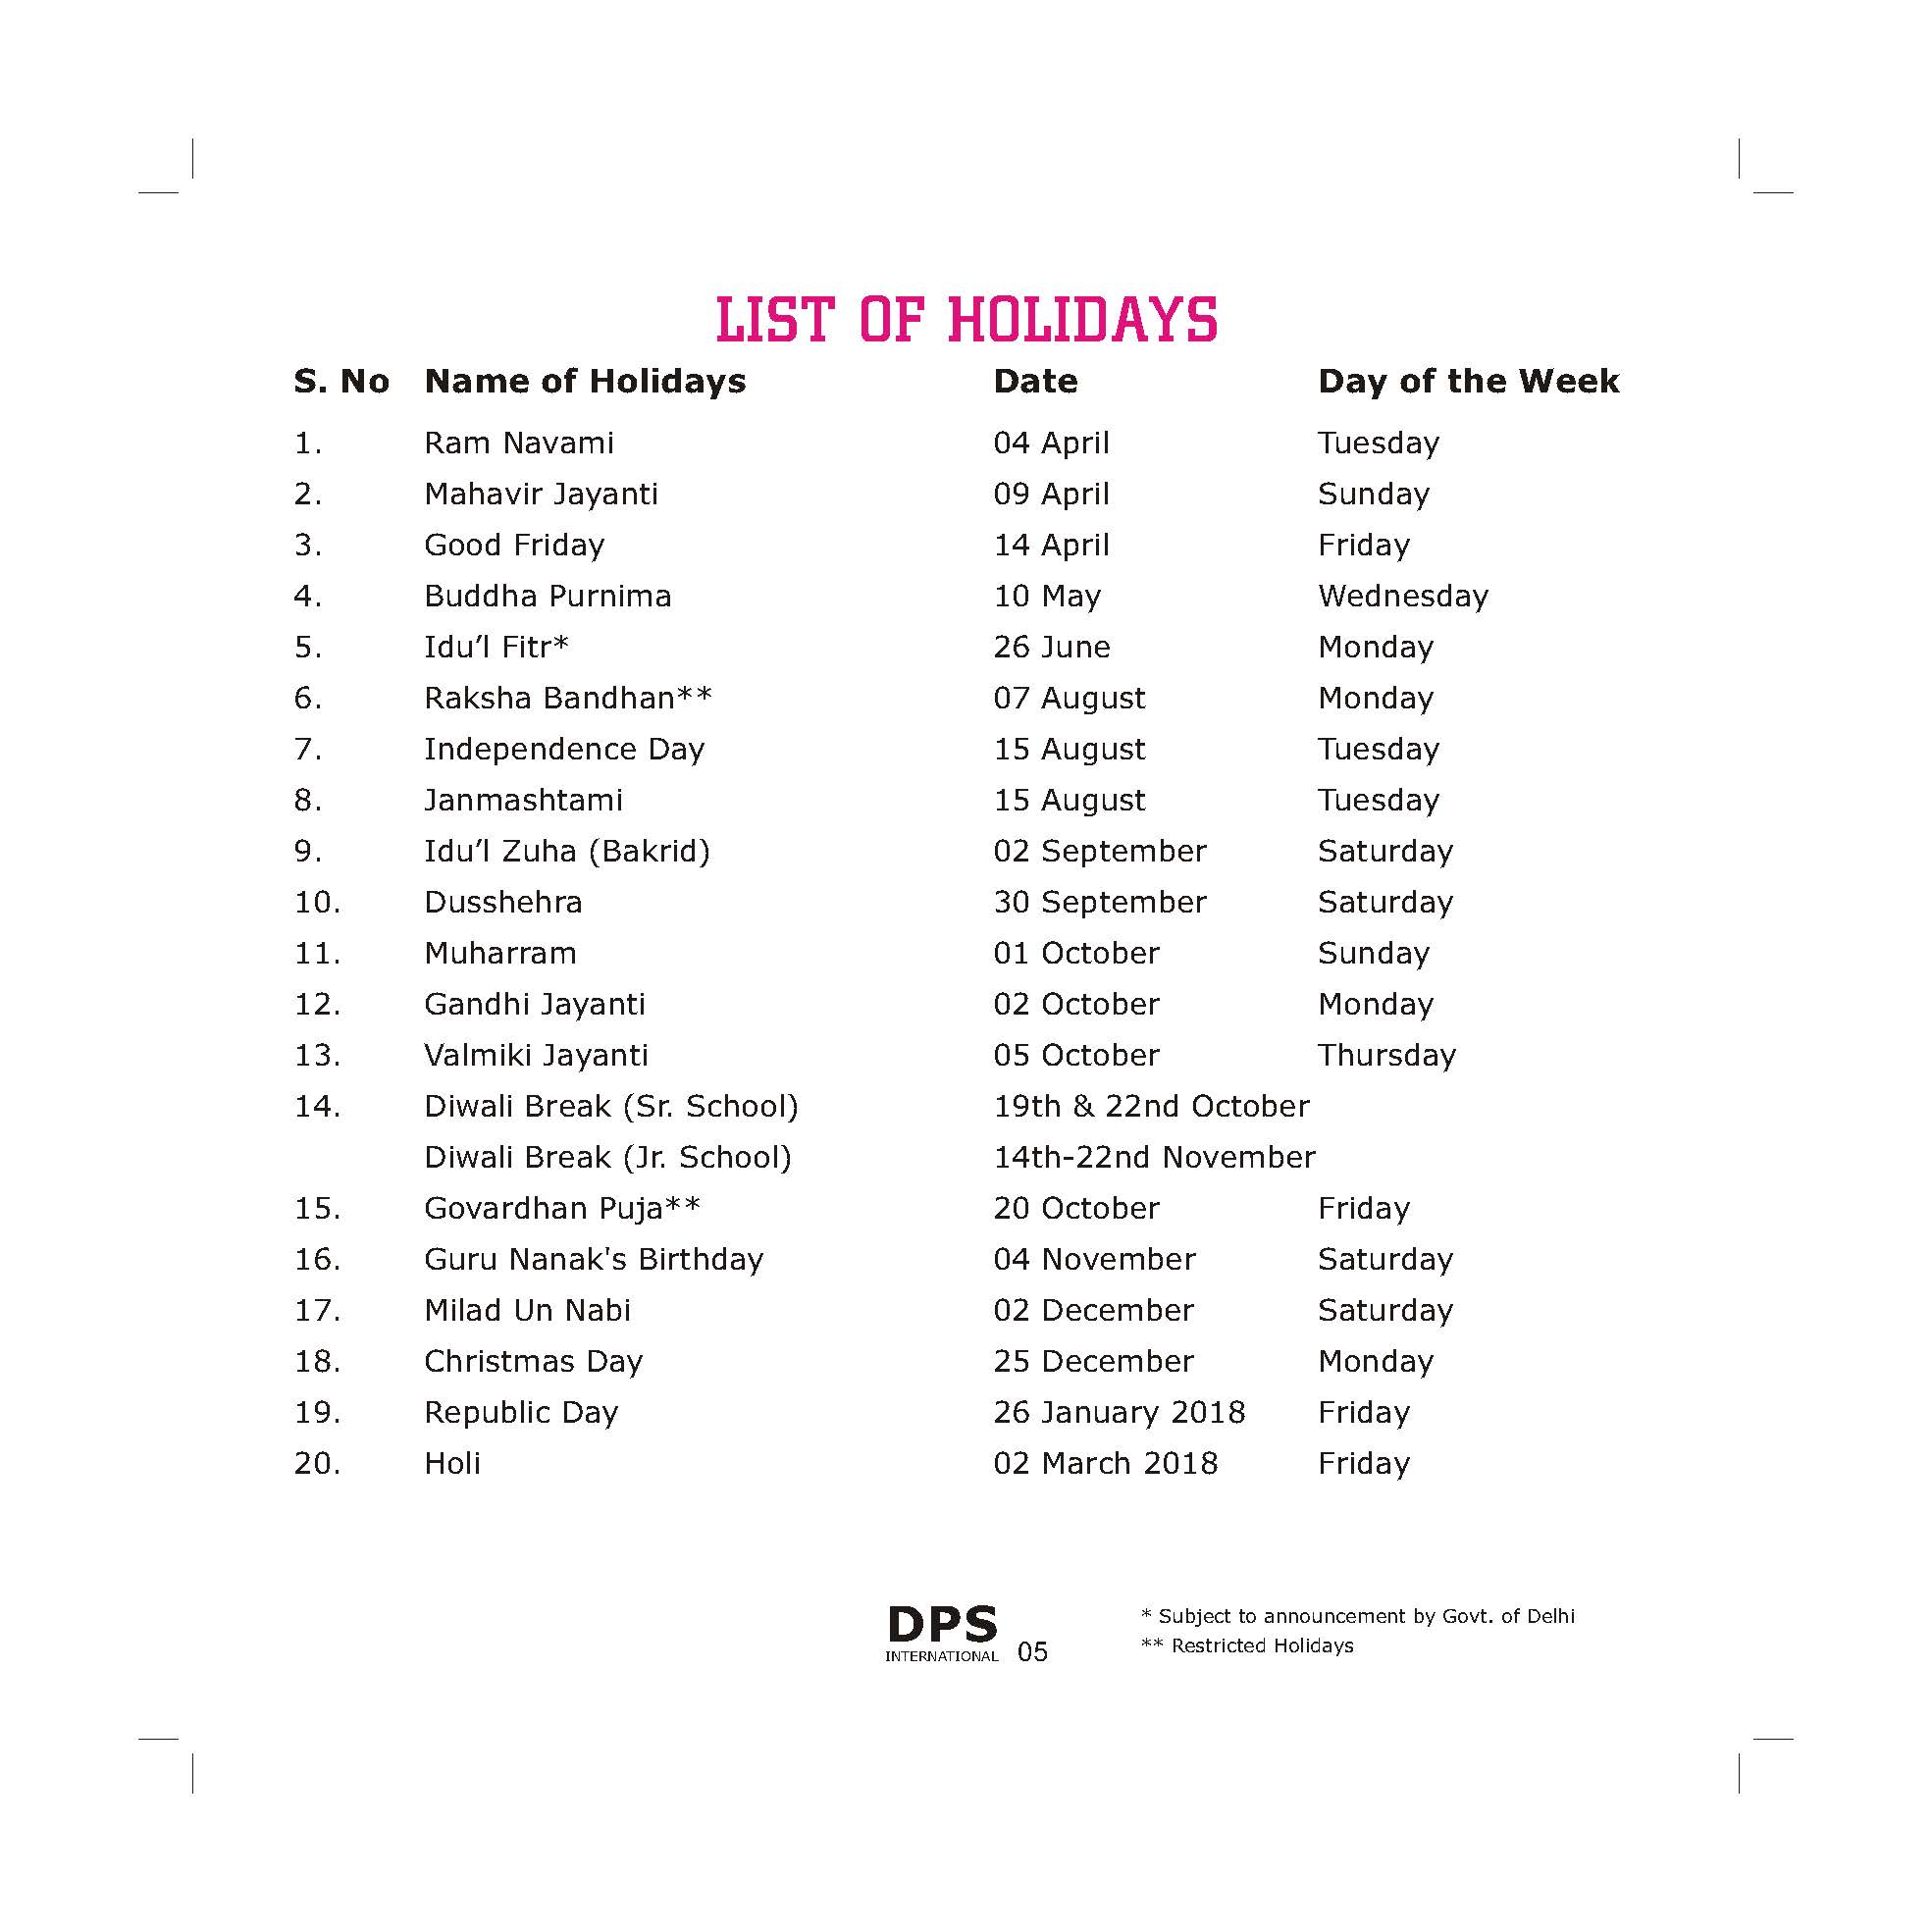 LIST OF HOLIDAYS
S. No Name of Holidays Date Day of the Week
1. Ram Navami 04 April Tuesday
2. Mahavir Jayanti 09 April Sunday
3. Good Friday 14 April Friday
4. Buddha Purnima 10 May Wednesday
5. Idu’l Fitr* 26 June Monday
6. Raksha Bandhan** 07 August Monday
7. Independence Day 15 August Tuesday
8. Janmashtami 15 August Tuesday
9. Idu’l Zuha (Bakrid) 02 September Saturday
10. Dusshehra 30 September Saturday
11. Muharram 01 October Sunday
12. Gandhi Jayanti 02 October Monday
13. Valmiki Jayanti 05 October Thursday
14. Diwali Break (Sr. School) 19th & 22nd October
Diwali Break (Jr. School) 14th-22nd November
15. Govardhan Puja** 20 October Friday
16. Guru Nanak's Birthday 04 November Saturday
17. Milad Un Nabi 02 December Saturday
18. Christmas Day 25 December Monday
19. Republic Day 26 January 2018 Friday
20. Holi 02 March 2018 Friday
DPS
INTERNATIONAL 05
* Subject to announcement by Govt. of Delhi
** Restricted Holidays